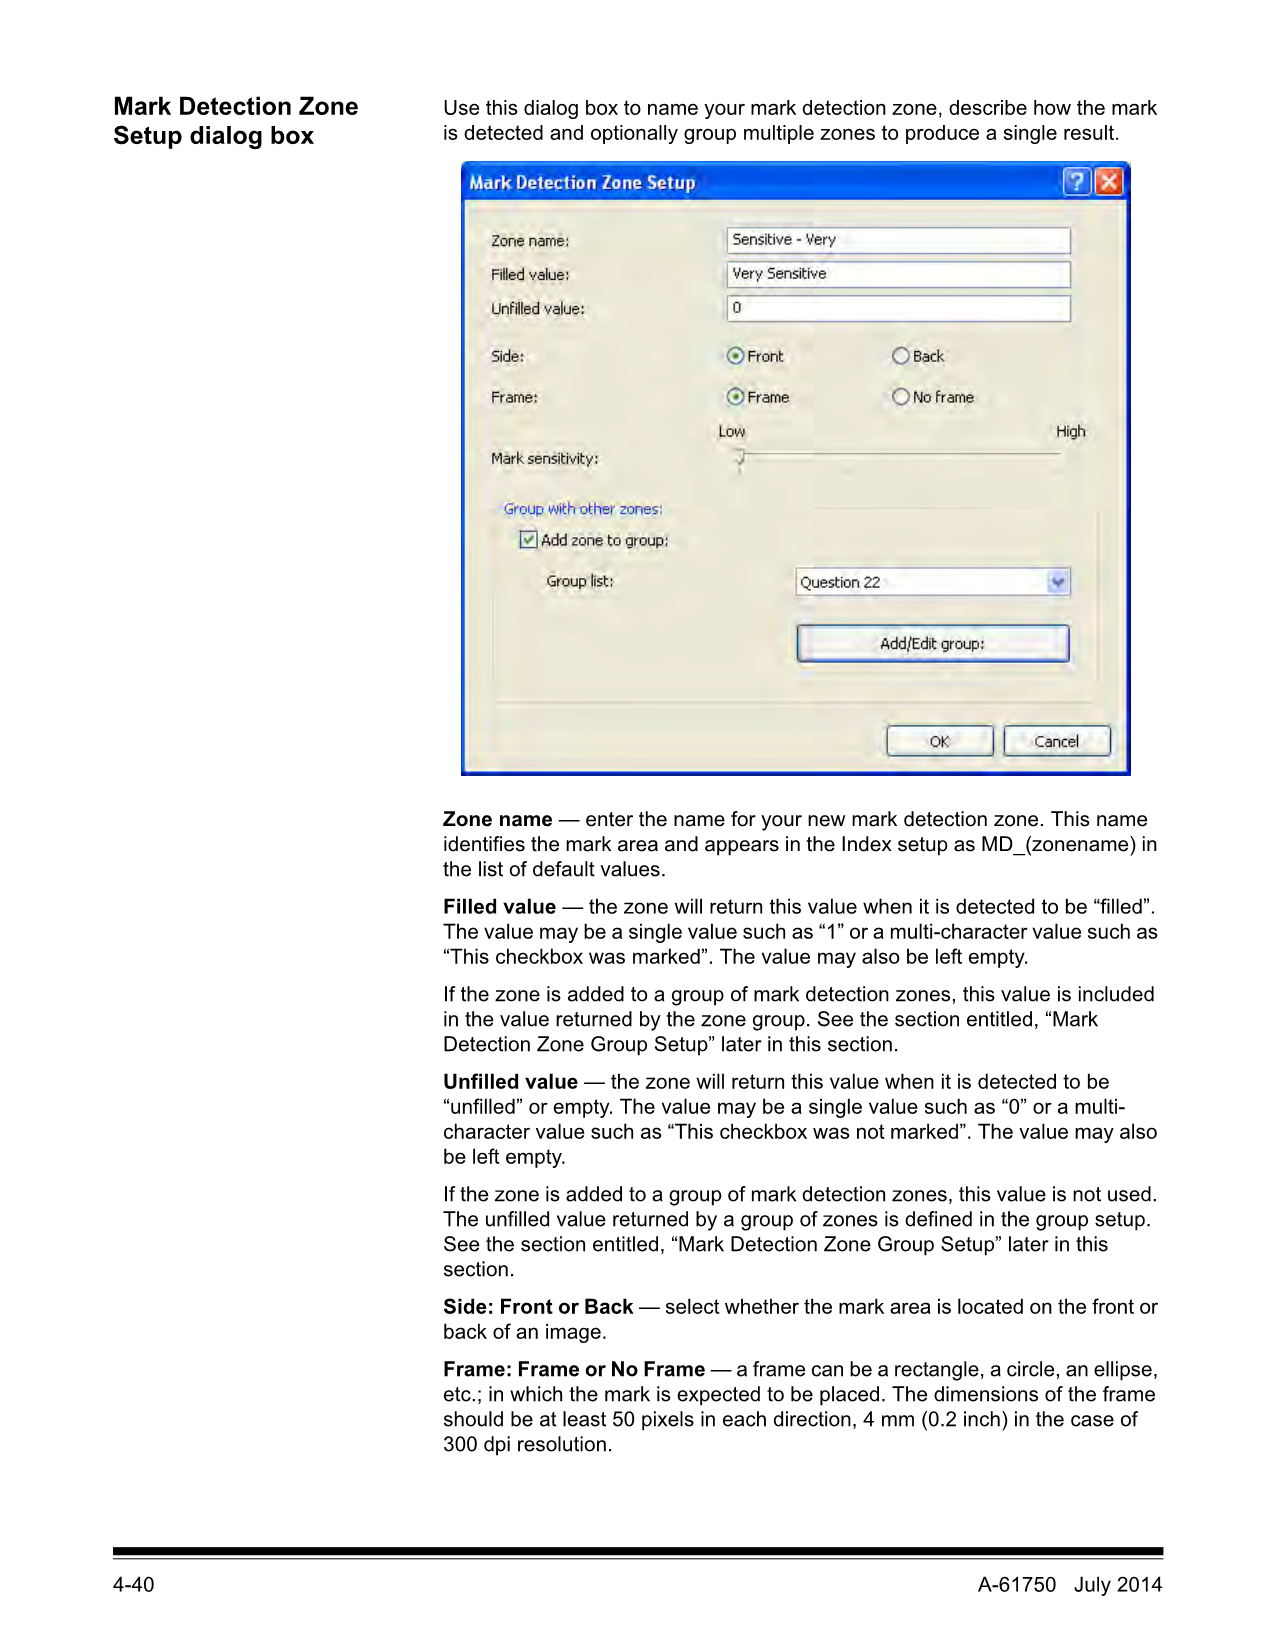 Mark Detection Zone
Setup dialog box
Use this dialog box to name your mark detection zone, describe how the mark
is detected and optionally group multiple zones to produce a single result.
Mark Detection Zone Setup
Zone name: Sensitive - Very
Filled value: Very Sensitive
Unfilled value: 0
Side: Front Back
Frame: Frame No frame
Low High
Mark sensitivity:
Group with other zones:
Add zone to group:
Group list: Question 22
Add/Edit group:
OK Cancel
Zone name — enter the name for your new mark detection zone. This name
identifies the mark area and appears in the Index setup as MD_(zonename) in
the list of default values.
Filled value — the zone will return this value when it is detected to be “filled”.
The value may be a single value such as “1” or a multi-character value such as
“This checkbox was marked”. The value may also be left empty.
If the zone is added to a group of mark detection zones, this value is included
in the value returned by the zone group. See the section entitled, “Mark
Detection Zone Group Setup” later in this section.
Unfilled value — the zone will return this value when it is detected to be
“unfilled” or empty. The value may be a single value such as “0” or a multi-
character value such as “This checkbox was not marked”. The value may also
be left empty.
If the zone is added to a group of mark detection zones, this value is not used.
The unfilled value returned by a group of zones is defined in the group setup.
See the section entitled, “Mark Detection Zone Group Setup” later in this
section.
Side: Front or Back — select whether the mark area is located on the front or
back of an image.
Frame: Frame or No Frame — a frame can be a rectangle, a circle, an ellipse,
etc.; in which the mark is expected to be placed. The dimensions of the frame
should be at least 50 pixels in each direction, 4 mm (0.2 inch) in the case of
300 dpi resolution.
4-40 A-61750 July 2014